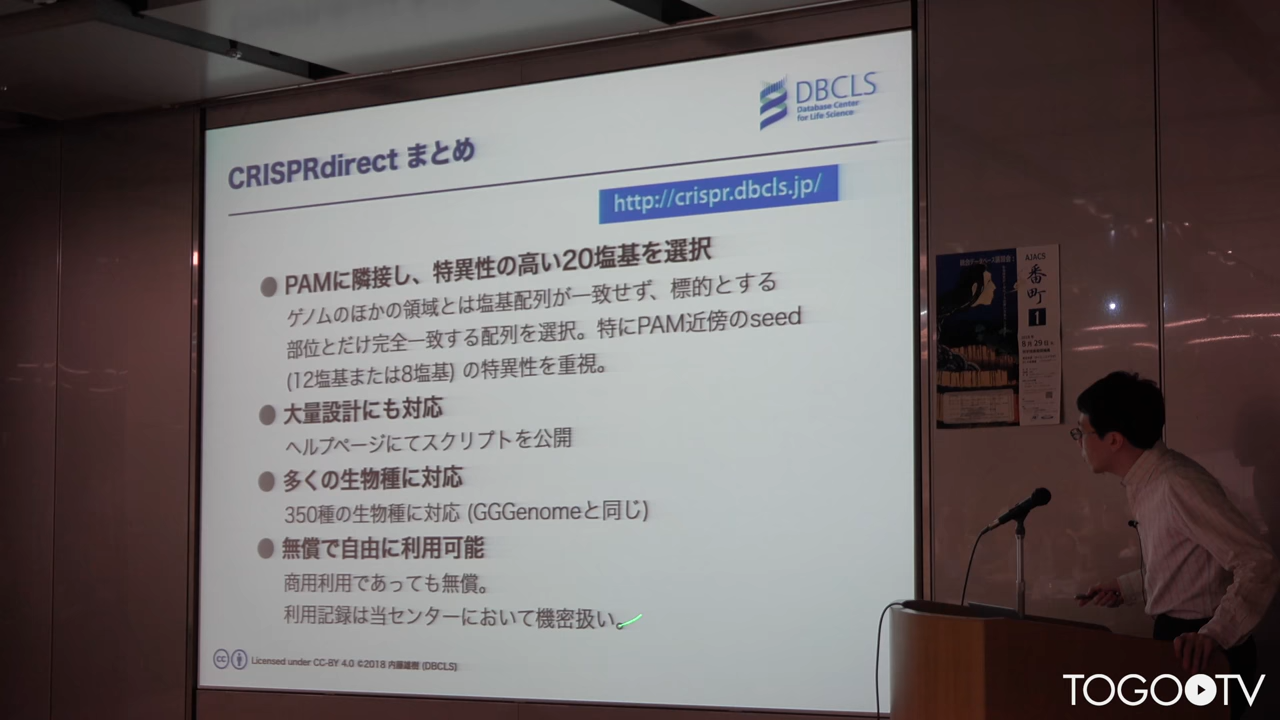 DBCLS
Database Center
for Life Science
CRISPRdirect まとめ
http://crispr.dbcls.jp/
● PAMに隣接し、特異性の高い20塩基を選択
ゲノムのほかの領域とは塩基配列が一致せず、標的とする
部位とだけ完全一致する配列を選択。特にPAM近傍のseed
(12塩基または8塩基) の特異性を重視。
● 大量設計にも対応
ヘルプページにてスクリプトを公開
● 多くの生物種に対応
350種の生物種に対応 (GGGenomeと同じ)
● 無償で自由に利用可能
商用利用であっても無償。
利用記録は当センターにおいて機密扱い。
Licensed under CC-BY 4.0 ©2018 内藤雄樹 (DBCLS)
AJACS
番町
1
8月29日
TOGO TV